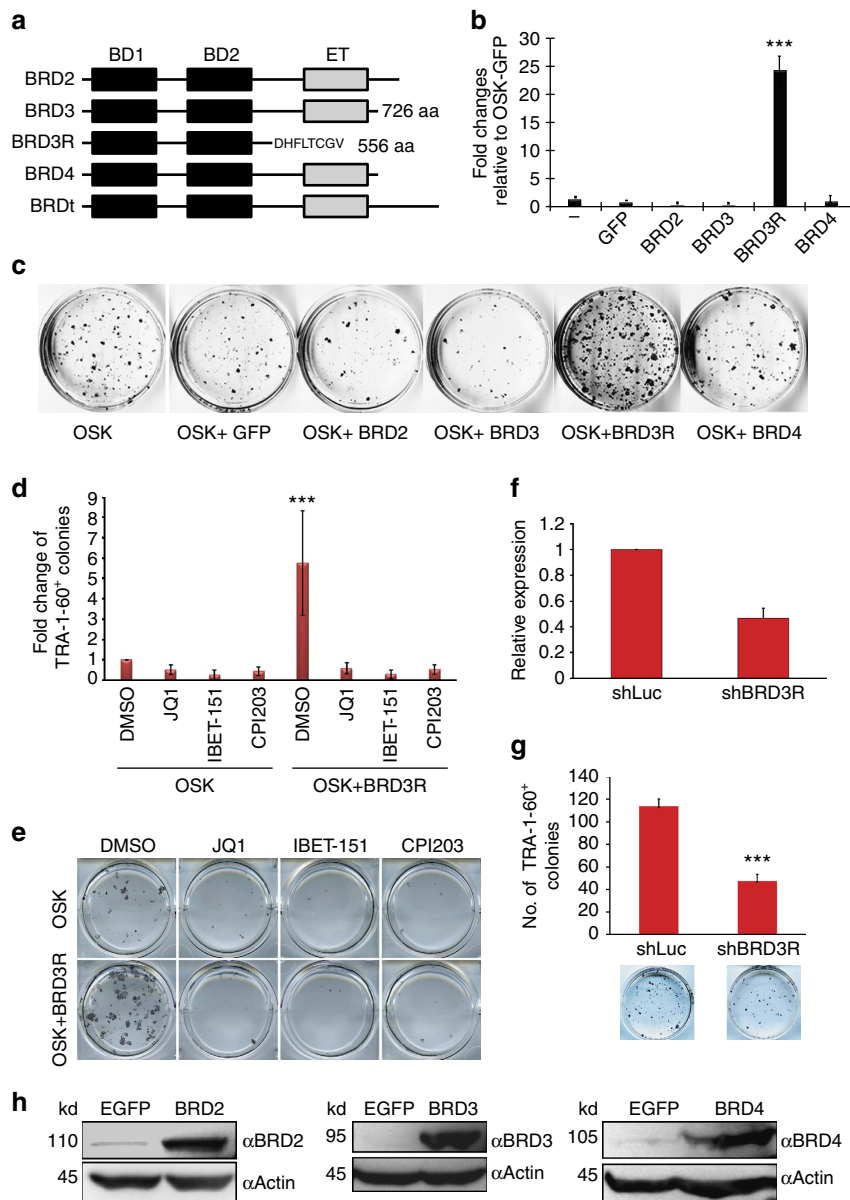 a
BD1 BD2 ET
BRD2
BRD3 726 aa
BRD3R DHFLTCGV 556 aa
BRD4
BRDt
b
Fold changes
relative to OSK-GFP
30
25
20
15
10
5
0
***
– GFP BRD2 BRD3 BRD3R BRD4
c
OSK OSK+ GFP OSK+ BRD2 OSK+ BRD3 OSK+BRD3R OSK+ BRD4
d
Fold change of
TRA-1-60+ colonies
9
8
7
6
5
4
3
2
1
0
***
DMSO JQ1 IBET-151 CPI203 DMSO JQ1 IBET-151 CPI203
OSK OSK+BRD3R
e
DMSO JQ1 IBET-151 CPI203
OSK
OSK+BRD3R
f
Relative expression
1.2
1
0.8
0.6
0.4
0.2
0
shLuc shBRD3R
g
No. of TRA-1-60+
colonies
140
120
100
80
60
40
20
0
***
shLuc shBRD3R
h
kd EGFP BRD2
110 αBRD2
45 αActin
kd EGFP BRD3
95 αBRD3
45 αActin
kd EGFP BRD4
105 αBRD4
45 αActin